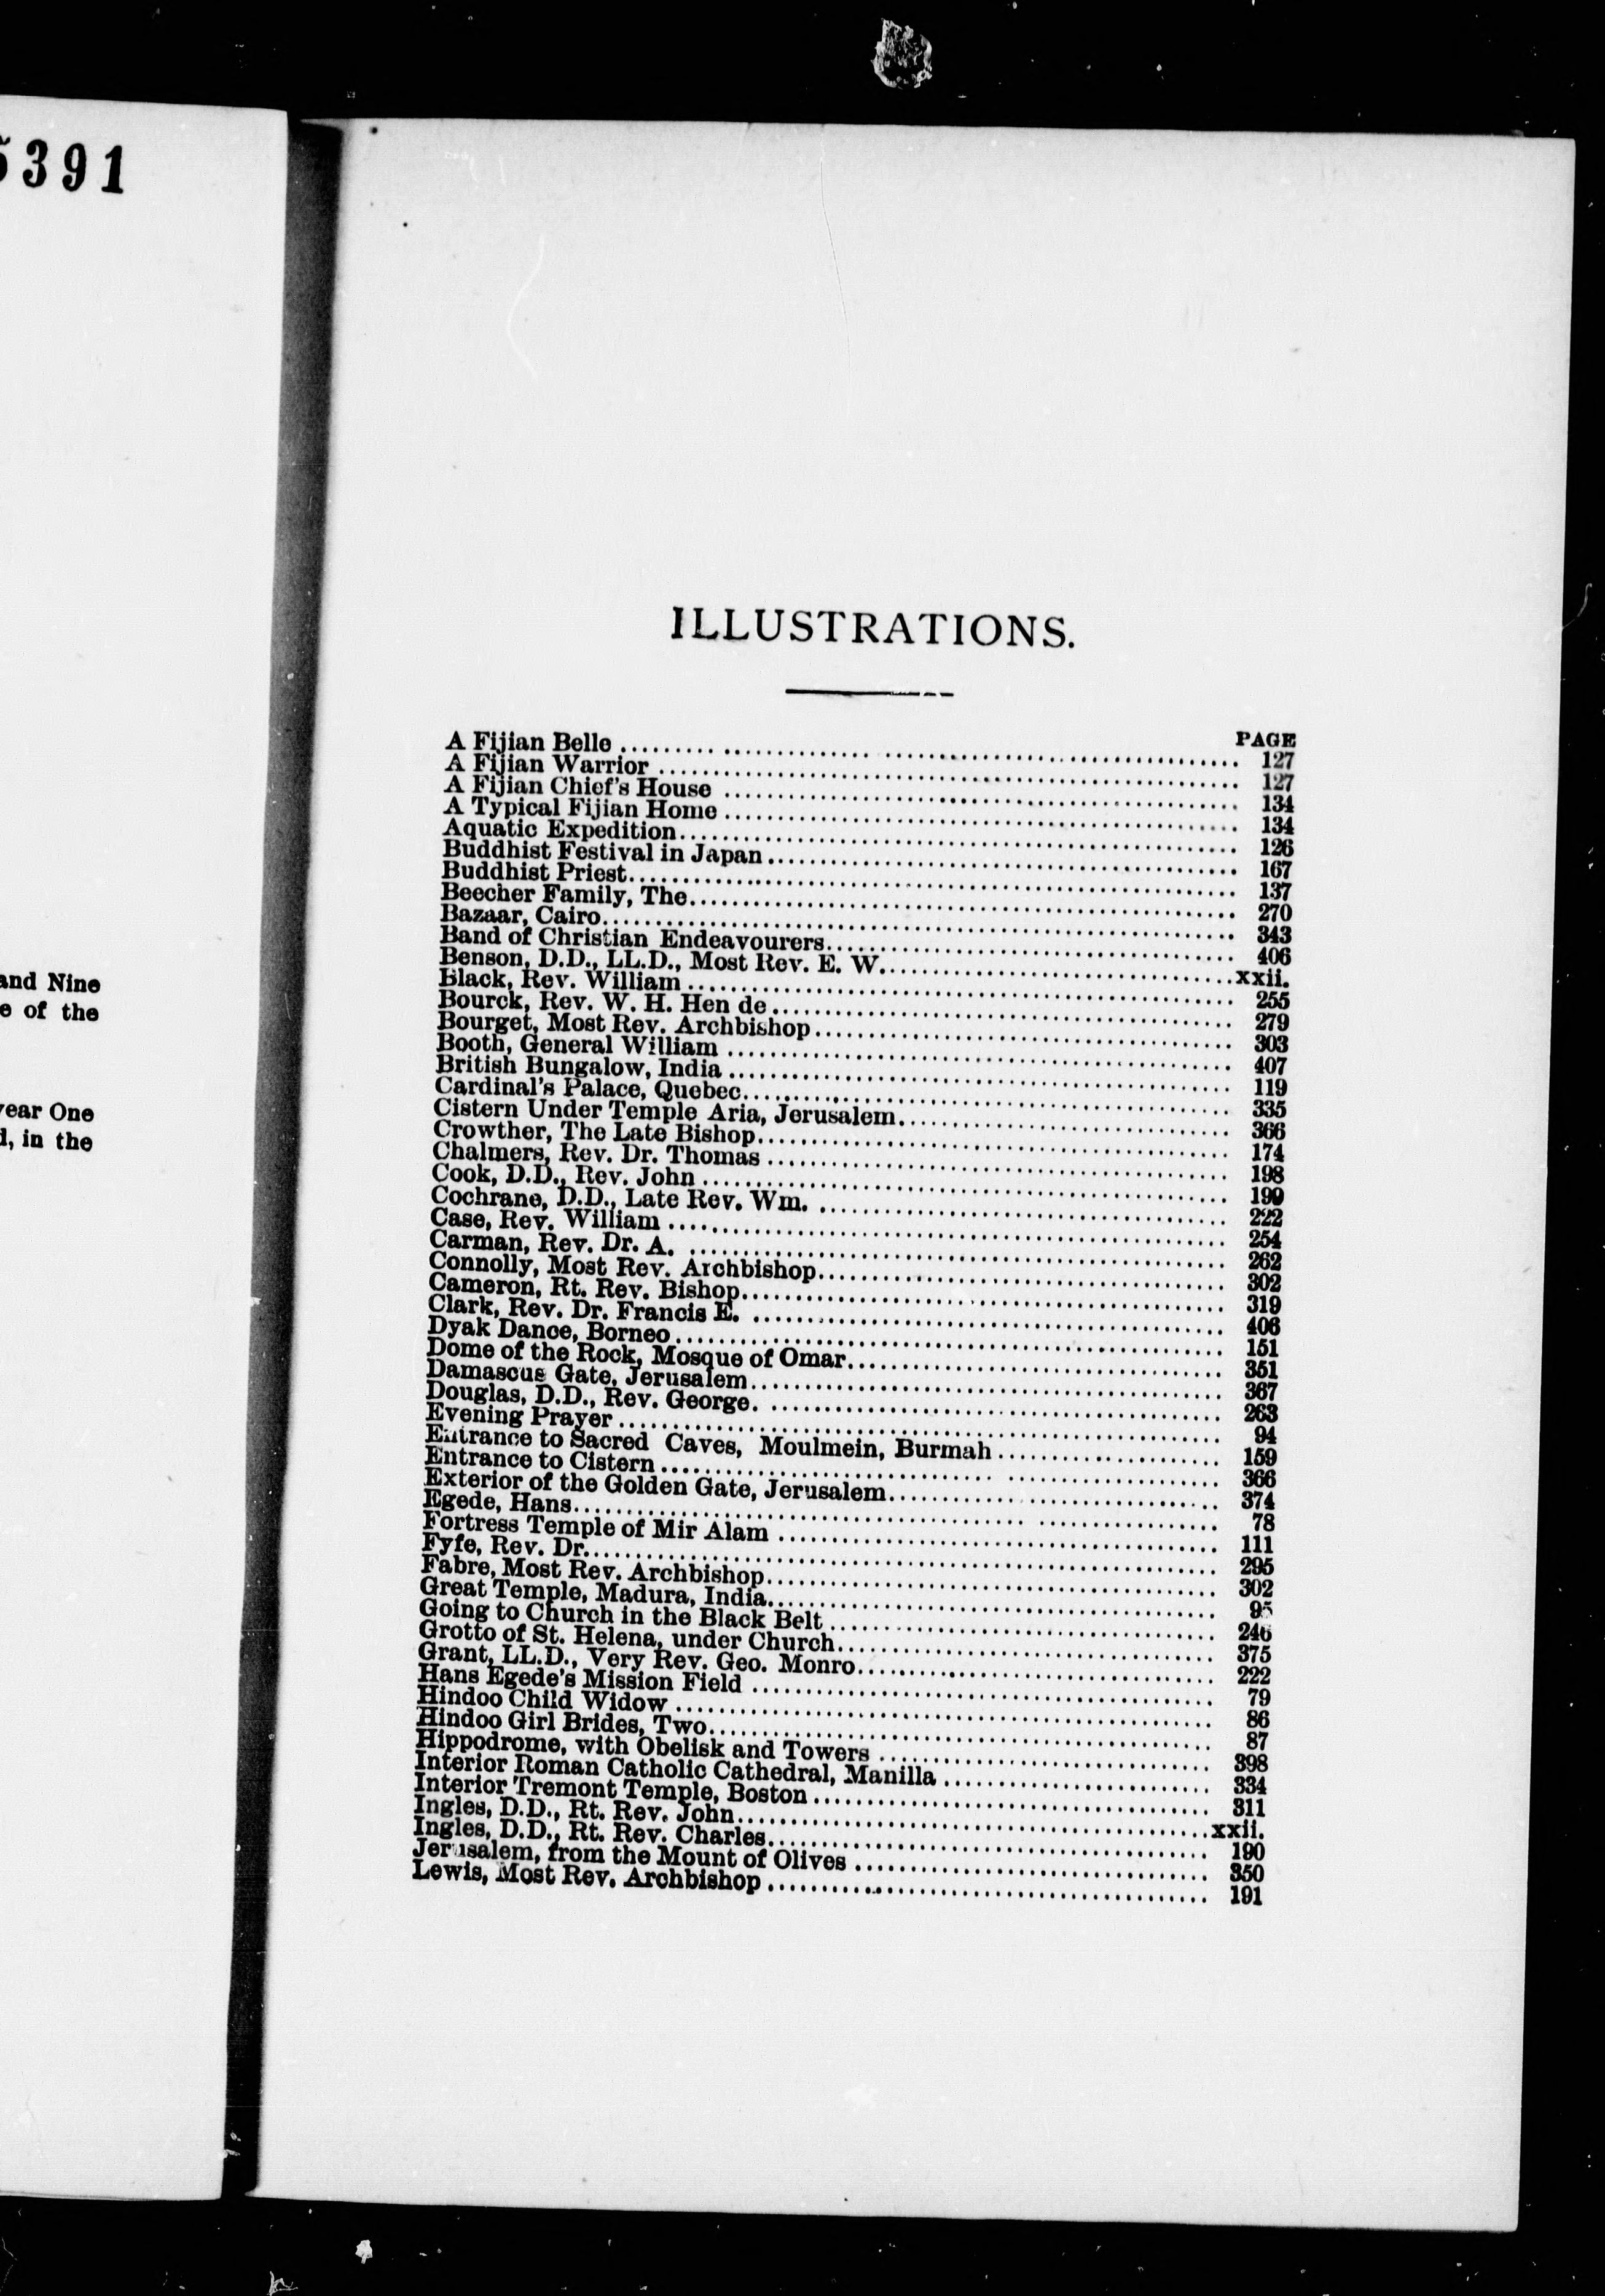 5391
and Nine
e of the
year One
d, in the
ILLUSTRATIONS.
PAGE
A Fijian Belle ........ 127
A Fijian Warrior ........ 127
A Fijian Chief's House ........ 134
A Typical Fijian Home ........ 134
Aquatic Expedition ........ 126
Buddhist Festival in Japan ........ 167
Buddhist Priest ........ 137
Beecher Family, The ........ 270
Bazaar, Cairo ........ 343
Band of Christian Endeavourers ........ 406
Benson, D.D., LL.D., Most Rev. E. W. ........ xxii.
Black, Rev. William ........ 255
Bourck, Rev. W. H. Hen de ........ 279
Bourget, Most Rev. Archbishop ........ 303
Booth, General William ........ 407
British Bungalow, India ........ 119
Cardinal's Palace, Quebec ........ 335
Cistern Under Temple Aria, Jerusalem ........ 366
Crowther, The Late Bishop ........ 174
Chalmers, Rev. Dr. Thomas ........ 198
Cook, D.D., Rev. John ........ 199
Cochrane, D.D., Late Rev. Wm. ........ 222
Case, Rev. William ........ 254
Carman, Rev. Dr. A. ........ 262
Connolly, Most Rev. Archbishop ........ 302
Cameron, Rt. Rev. Bishop ........ 319
Clark, Rev. Dr. Francis E. ........ 406
Dyak Dance, Borneo ........ 151
Dome of the Rock, Mosque of Omar ........ 351
Damascus Gate, Jerusalem ........ 367
Douglas, D.D., Rev. George. ........ 263
Evening Prayer ........ 94
Entrance to Sacred Caves, Moulmein, Burmah ........ 159
Entrance to Cistern ........ 366
Exterior of the Golden Gate, Jerusalem ........ 374
Egede, Hans ........ 78
Fortress Temple of Mir Alam ........ 111
Fyfe, Rev. Dr. ........ 295
Fabre, Most Rev. Archbishop ........ 302
Great Temple, Madura, India ........ 95
Going to Church in the Black Belt ........ 246
Grotto of St. Helena, under Church ........ 375
Grant, LL.D., Very Rev. Geo. Monro ........ 222
Hans Egede's Mission Field ........ 79
Hindoo Child Widow ........ 86
Hindoo Girl Brides, Two ........ 87
Hippodrome, with Obelisk and Towers ........ 398
Interior Roman Catholic Cathedral, Manilla ........ 334
Interior Tremont Temple, Boston ........ 311
Ingles, D.D., Rt. Rev. John ........ xxii.
Ingles, D.D., Rt. Rev. Charles ........ 190
Jerusalem, from the Mount of Olives ........ 350
Lewis, Most Rev. Archbishop ........ 191